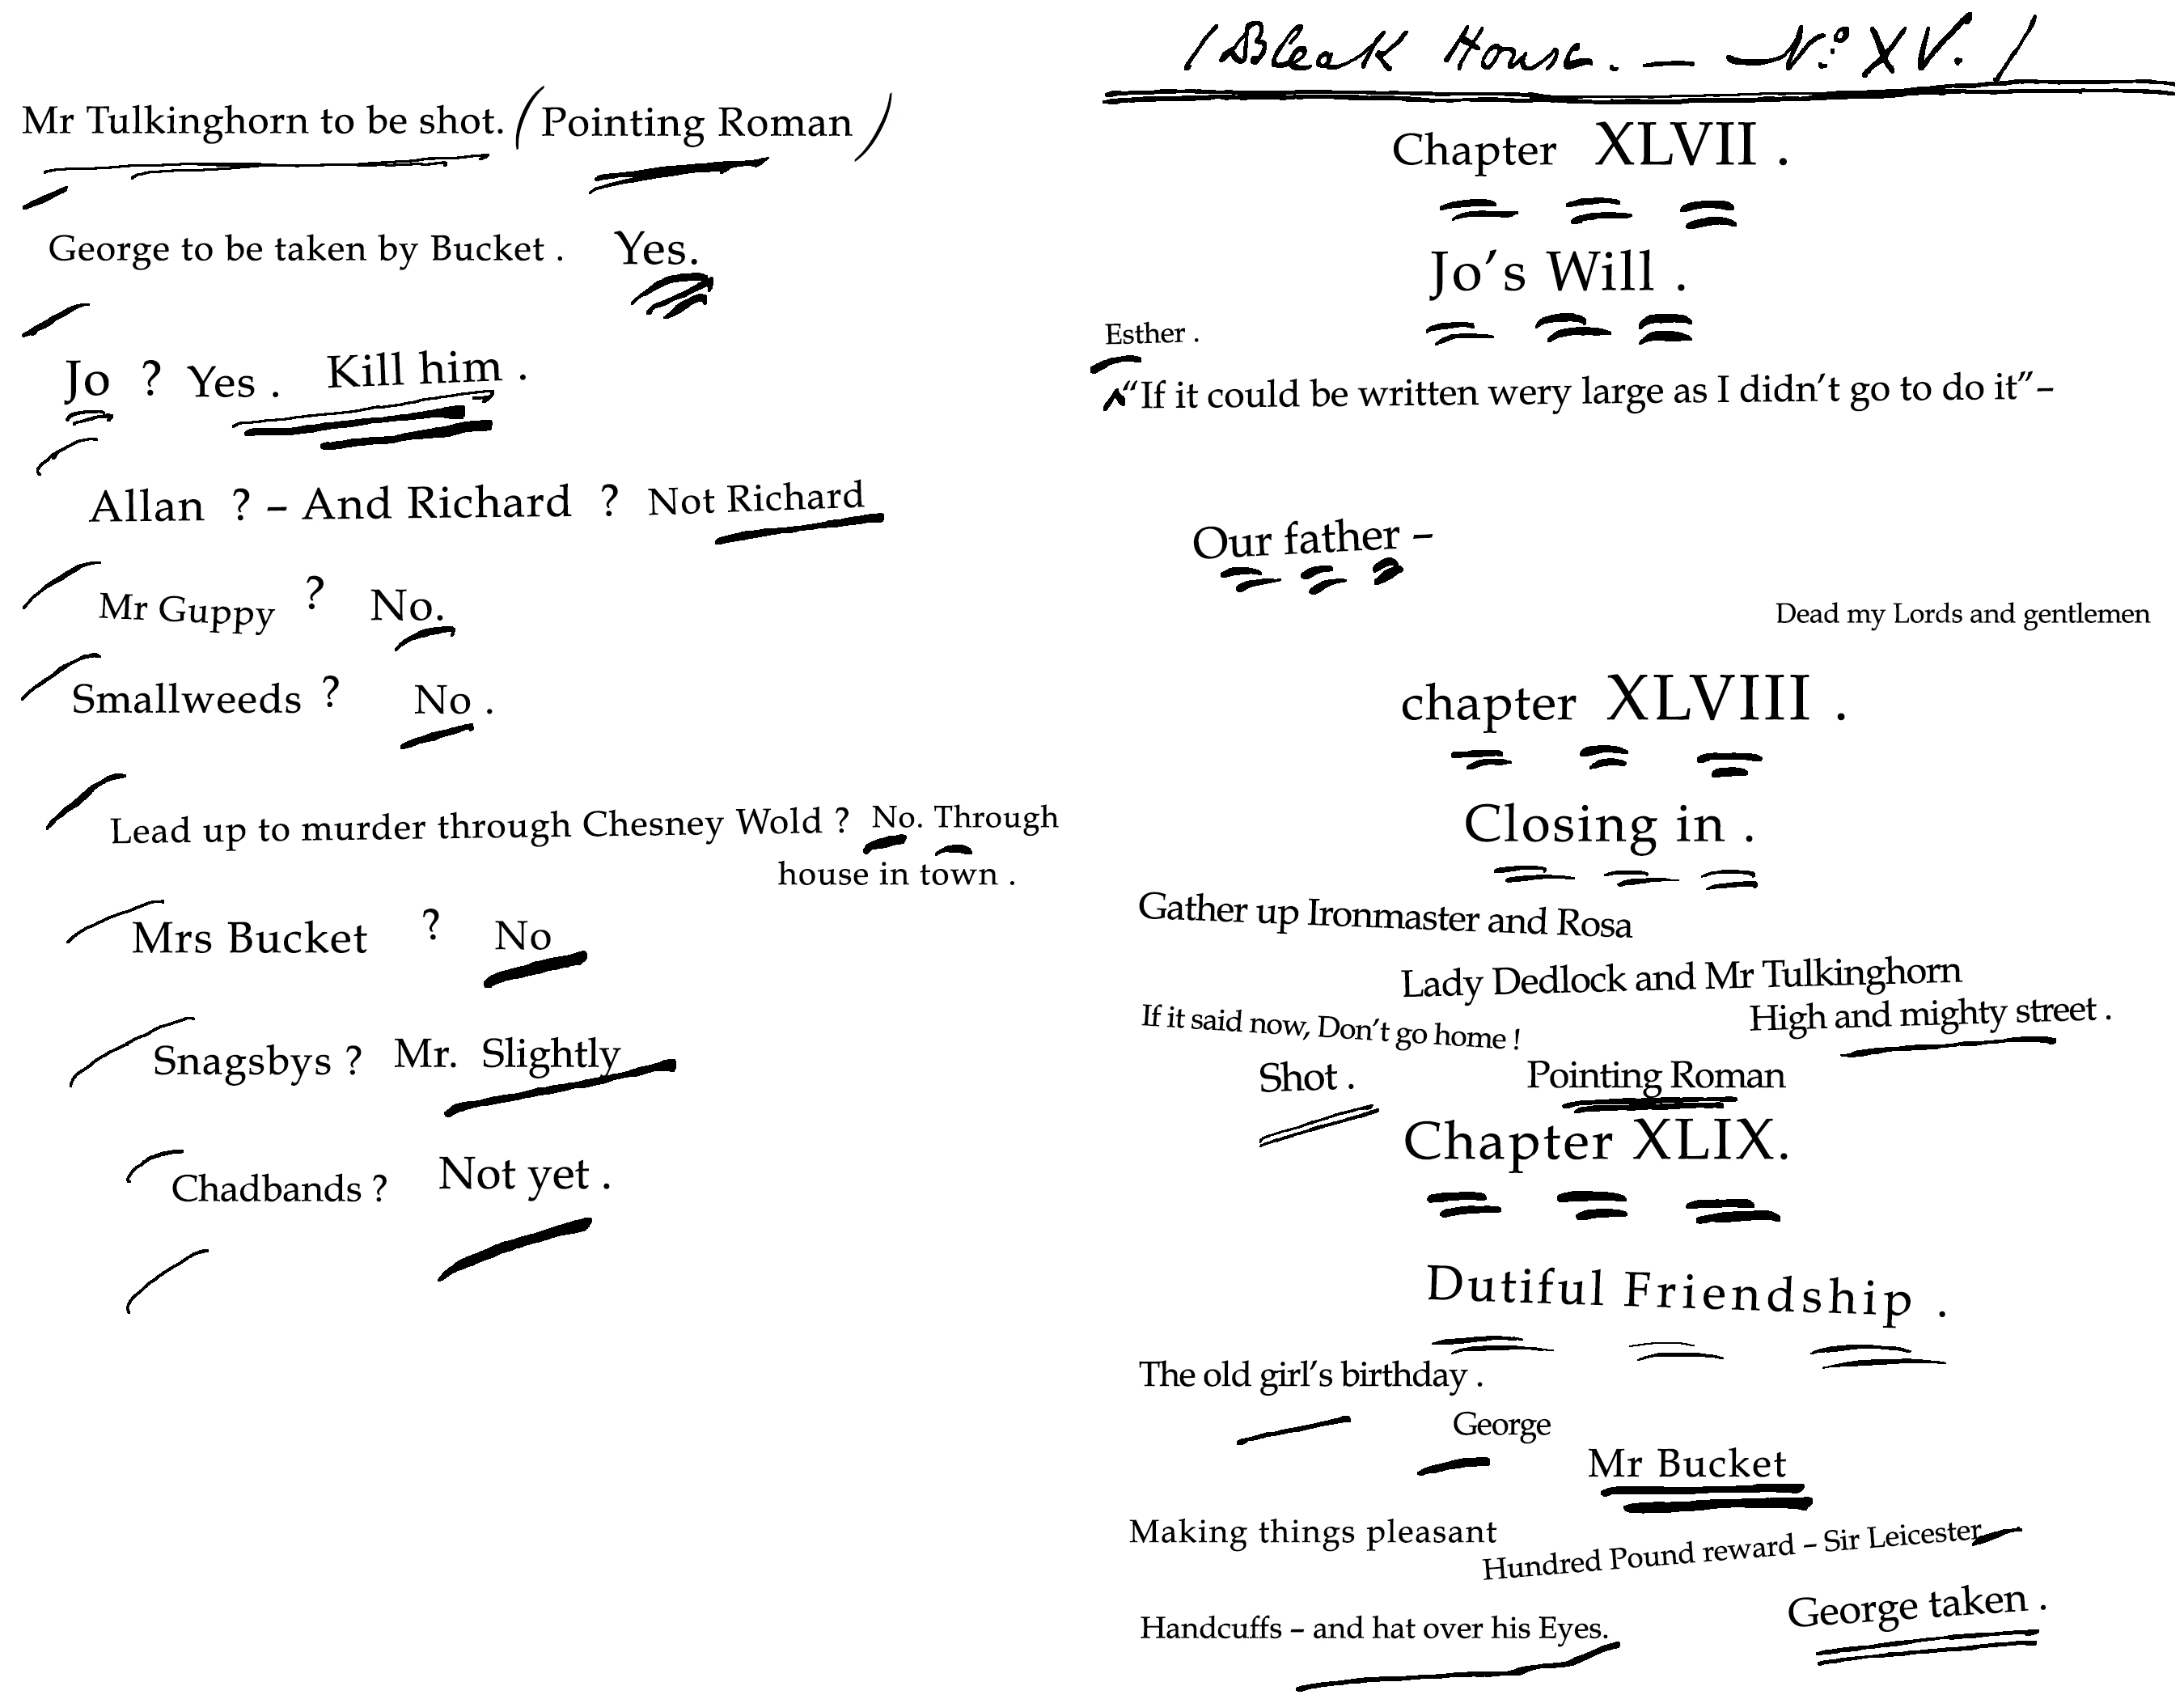 Mr Tulkinghorn to be shot. (Pointing Roman)
George to be taken by Bucket . Yes.
Jo ? Yes . Kill him .
Allan ? – And Richard ? Not Richard
Mr Guppy ? No.
Smallweeds ? No .
Lead up to murder through Chesney Wold ? No. Through
house in town .
Mrs Bucket ? No
Snagsbys ? Mr. Slightly
Chadbands ? Not yet .
/ Bleak House. — No. XV. /
Chapter XLVII .
Jo’s Will .
Esther .
“If it could be written wery large as I didn’t go to do it”–
Our father –
Dead my Lords and gentlemen
chapter XLVIII .
Closing in .
Gather up Ironmaster and Rosa
Lady Dedlock and Mr Tulkinghorn
If it said now, Don’t go home !
High and mighty street .
Shot .
Pointing Roman
Chapter XLIX.
Dutiful Friendship .
The old girl’s birthday .
George
Mr Bucket
Making things pleasant
Hundred Pound reward – Sir Leicester
George taken .
Handcuffs – and hat over his Eyes.